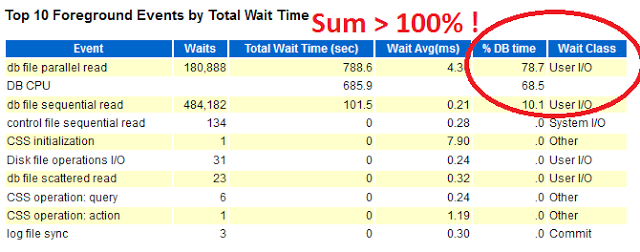 Top 10 Foreground Events by Total Wait Time
Sum > 100% !
Event Waits Total Wait Time (sec) Wait Avg(ms) % DB time Wait Class
db file parallel read 180,888 788.6 4.3 78.7 User I/O
DB CPU 685.9 68.5
db file sequential read 484,182 101.5 0.21 10.1 User I/O
control file sequential read 134 0 0.28 .0 System I/O
CSS initialization 1 0 7.90 .0 Other
Disk file operations I/O 31 0 0.24 .0 User I/O
db file scattered read 23 0 0.32 .0 User I/O
CSS operation: query 6 0 0.24 .0 Other
CSS operation: action 1 0 1.19 .0 Other
log file sync 3 0 0.30 .0 Commit